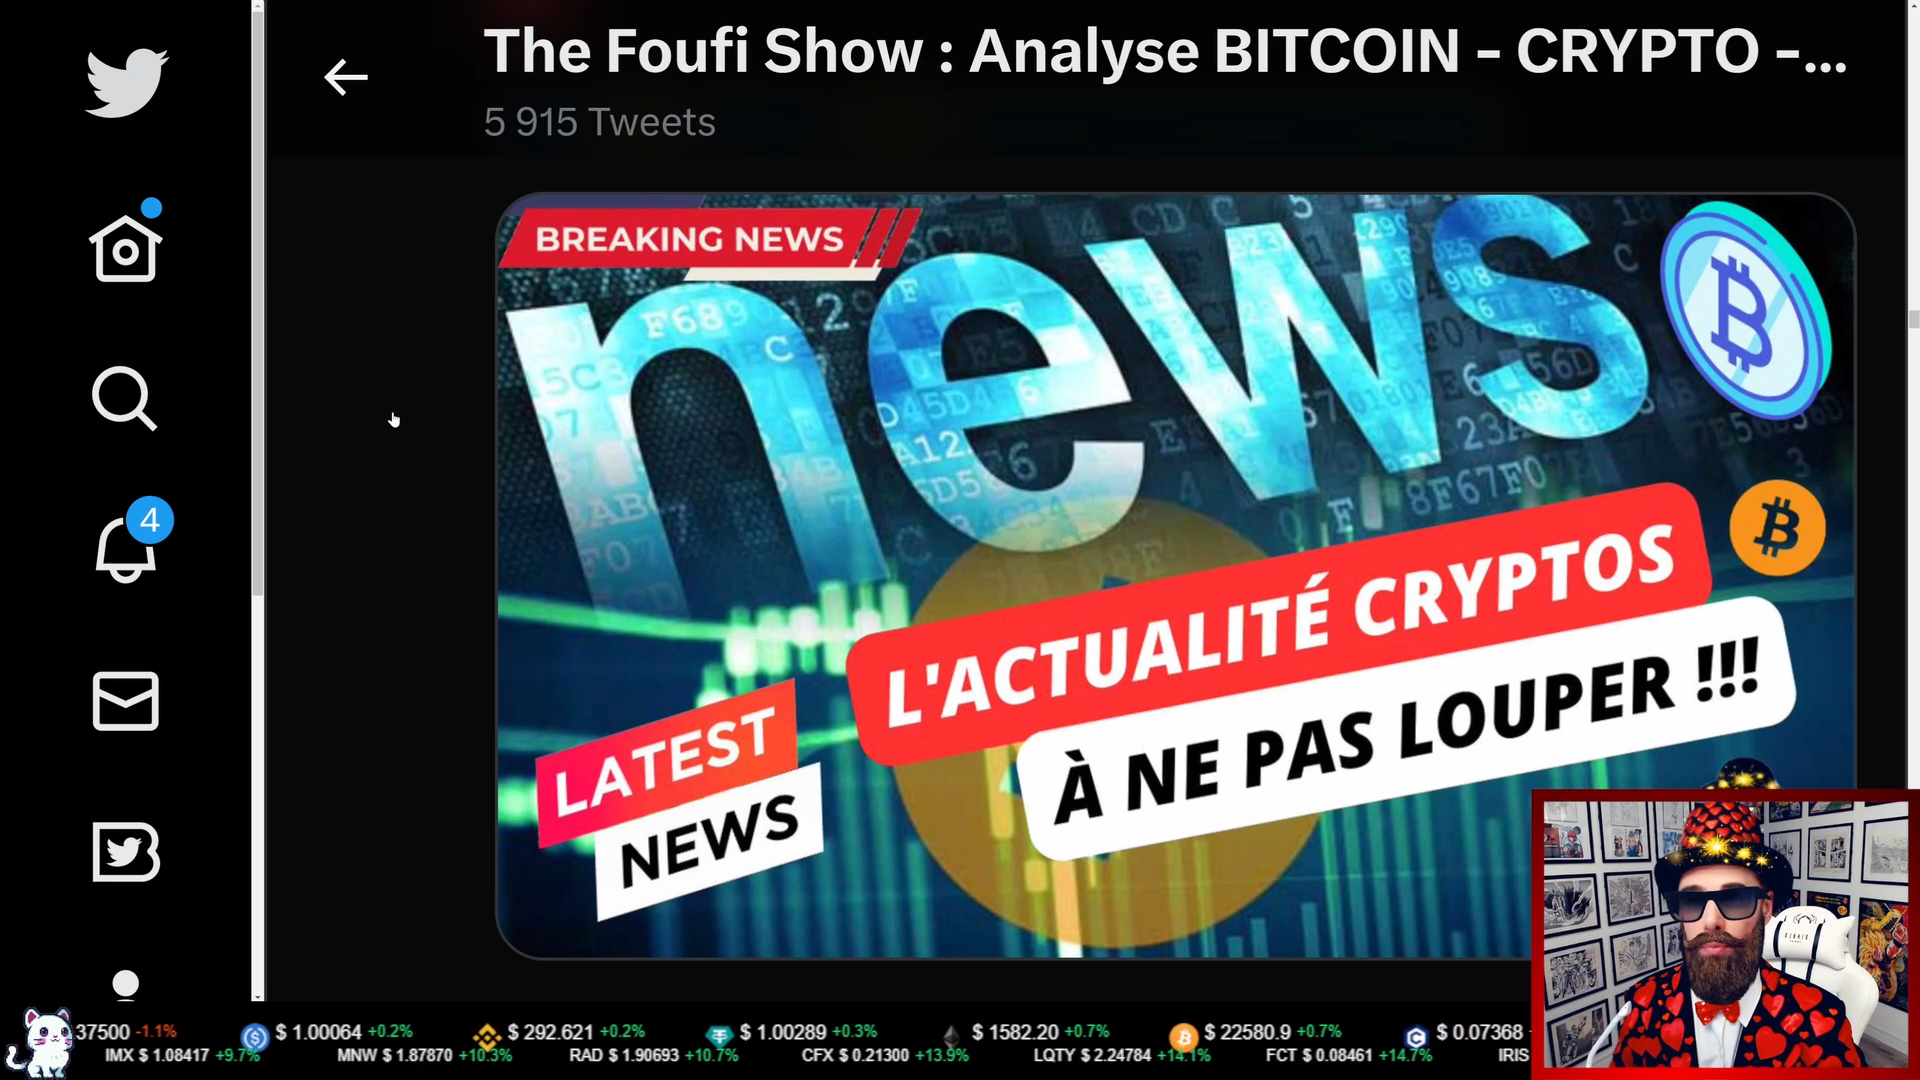 The Foufi Show : Analyse BITCOIN - CRYPTO -...
5 915 Tweets
BREAKING NEWS
news
L'ACTUALITÉ CRYPTOS
À NE PAS LOUPER !!!
LATEST
NEWS
4
37500 -1.1% $ 1.00064 +0.2% $ 292.621 +0.2% $ 1.00289 +0.3% $ 1582.20 +0.7% $ 22580.9 +0.7% $ 0.07368
IMX $ 1.08417 +9.7% MNW $ 1.87870 +10.3% RAD $ 1.90693 +10.7% CFX $ 0.21300 +13.9% LQTY $ 2.24784 +14.1% FCT $ 0.08461 +14.7% IRIS